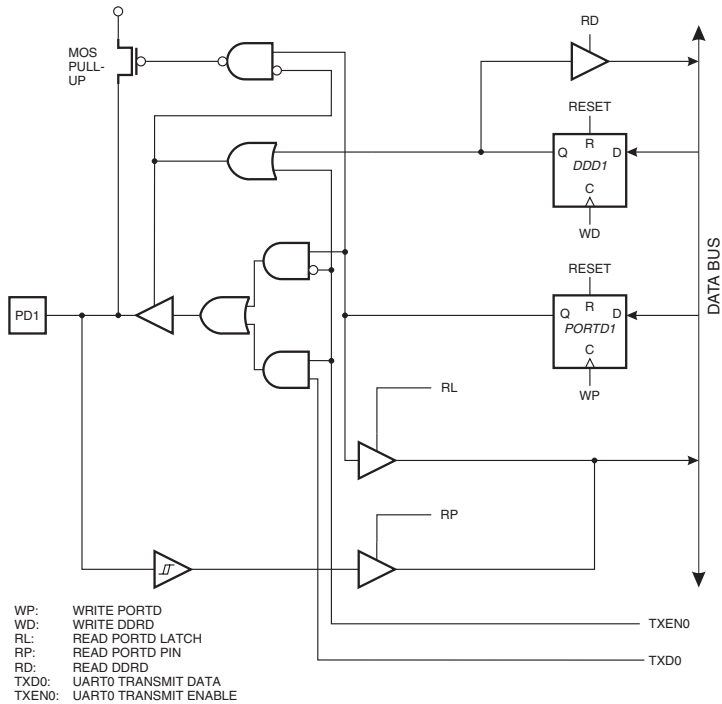 RD
MOS
PULL-
UP
RESET
R
Q
D
DDD1
C
WD
DATA BUS
RESET
R
PD1
Q
D
PORTD1
C
WP
RL
RP
WP: WRITE PORTD
WD: WRITE DDRD
RL: READ PORTD LATCH
RP: READ PORTD PIN
RD: READ DDRD
TXD0: UART0 TRANSMIT DATA
TXEN0: UART0 TRANSMIT ENABLE
TXEN0
TXD0